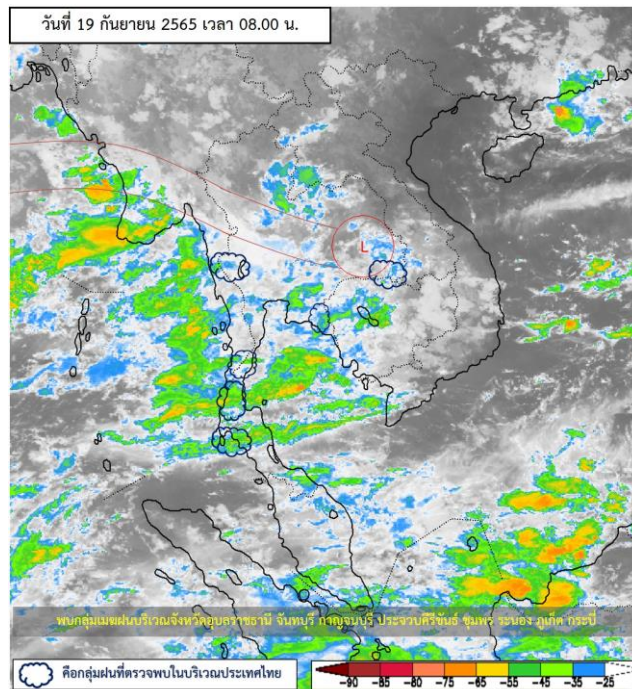 วันที่ 19 กันยายน 2565 เวลา 08.00 น.
L
พบกลุ่มเมฆฝนบริเวณจังหวัดอุบลราชธานี จันทบุรี กาญจนบุรี ประจวบคีรีขันธ์ ชุมพร ระนอง ภูเก็ต กระบี่
คือกลุ่มฝนที่ตรวจพบในบริเวณประเทศไทย
-90 -85 -80 -75 -65 -55 -45 -35 -25